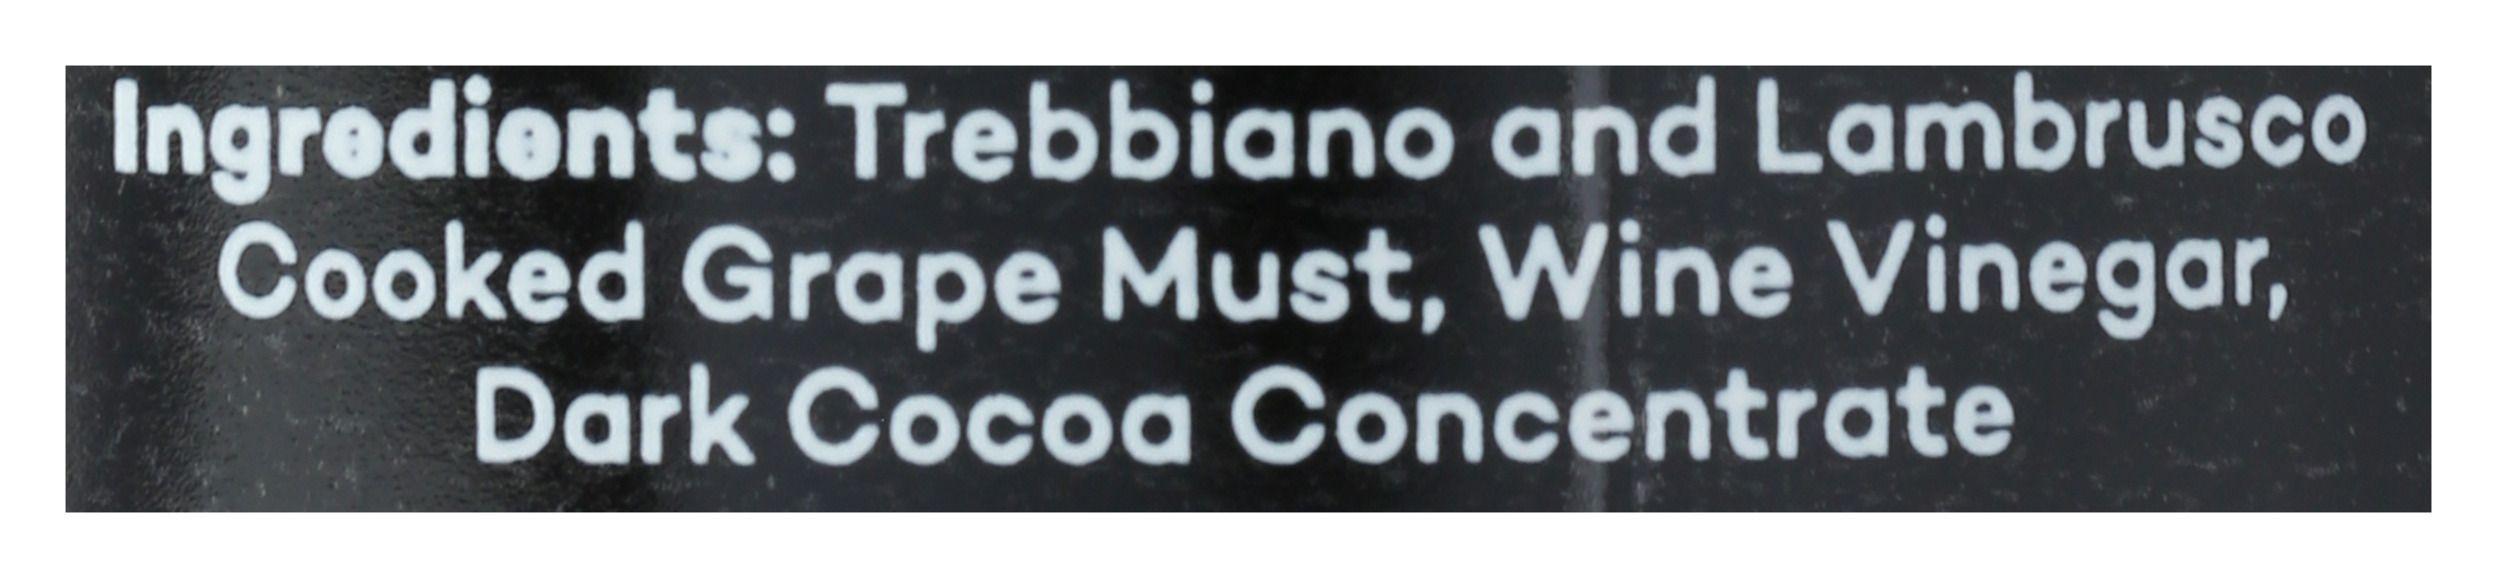 Ingredients: Trebbiano and Lambrusco
Cooked Grape Must, Wine Vinegar,
Dark Cocoa Concentrate